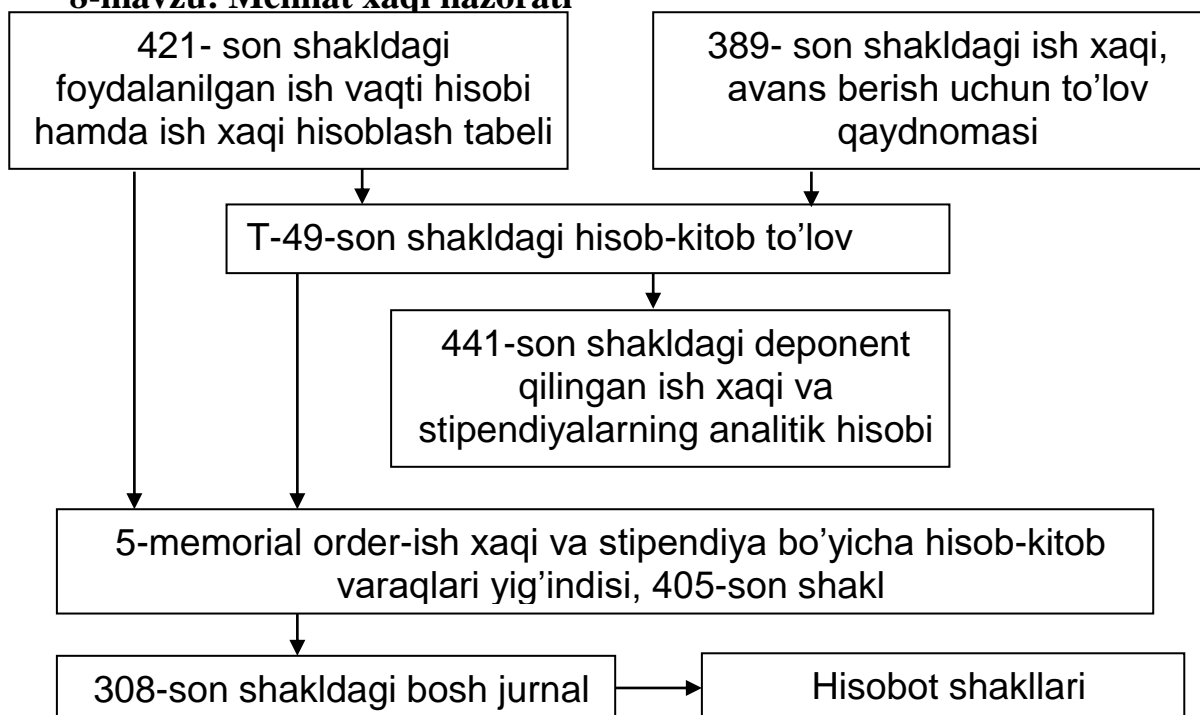 8-mavzu: Mehnat xaqi nazorati
421- son shakldagi
foydalanilgan ish vaqti hisobi
hamda ish xaqi hisoblash tabeli
389- son shakldagi ish xaqi,
avans berish uchun to’lov
qaydnomasi
T-49-son shakldagi hisob-kitob to’lov
441-son shakldagi deponent
qilingan ish xaqi va
stipendiyalarning analitik hisobi
5-memorial order-ish xaqi va stipendiya bo’yicha hisob-kitob
varaqlari yig’indisi, 405-son shakl
308-son shakldagi bosh jurnal
Hisobot shakllari